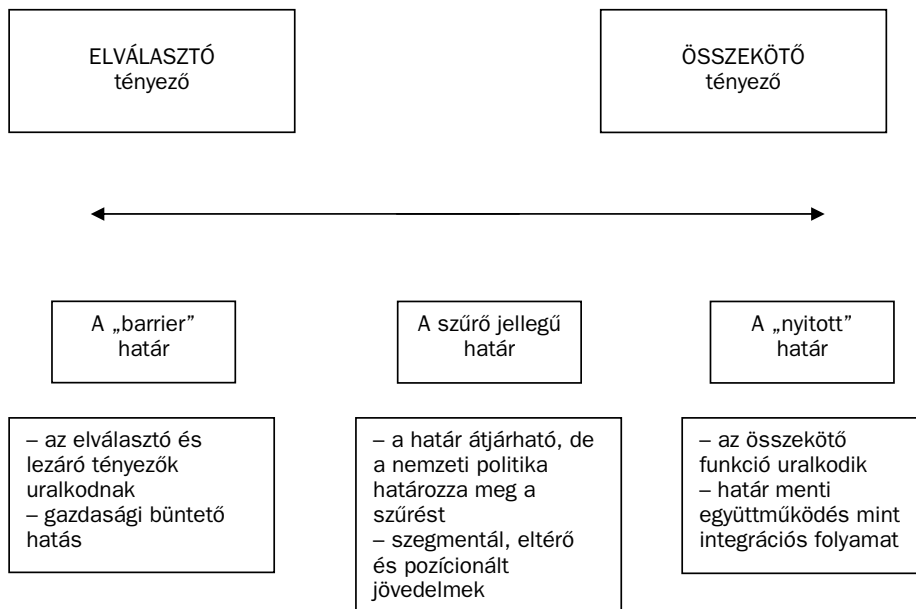 ELVÁLASZTÓ
tényező
ÖSSZEKÖTŐ
tényező
A „barrier”
határ
A szűrő jellegű
határ
A „nyitott”
határ
– az elválasztó és
lezáró tényezők
uralkodnak
– gazdasági büntető
hatás
– a határ átjárható, de
a nemzeti politika
határozza meg a
szűrést
– szegmentál, eltérő
és pozícionált
jövedelmek
– az összekötő
funkció uralkodik
– határ menti
együttműködés mint
integrációs folyamat